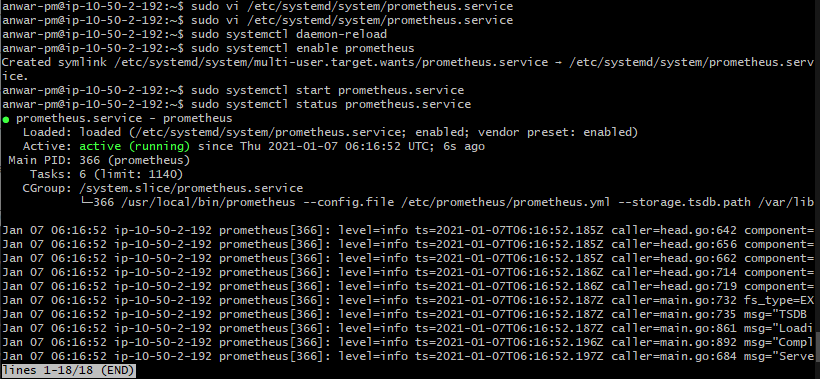 anwar-pm@ip-10-50-2-192:~$ sudo vi /etc/systemd/system/prometheus.service
anwar-pm@ip-10-50-2-192:~$ sudo vi /etc/systemd/system/prometheus.service
anwar-pm@ip-10-50-2-192:~$ sudo systemctl daemon-reload
anwar-pm@ip-10-50-2-192:~$ sudo systemctl enable prometheus
Created symlink /etc/systemd/system/multi-user.target.wants/prometheus.service → /etc/systemd/system/prometheus.serv
ice.
anwar-pm@ip-10-50-2-192:~$ sudo systemctl start prometheus.service
anwar-pm@ip-10-50-2-192:~$ sudo systemctl status prometheus.service
● prometheus.service - prometheus
   Loaded: loaded (/etc/systemd/system/prometheus.service; enabled; vendor preset: enabled)
   Active: active (running) since Thu 2021-01-07 06:16:52 UTC; 6s ago
 Main PID: 366 (prometheus)
    Tasks: 6 (limit: 1140)
   CGroup: /system.slice/prometheus.service
           └─366 /usr/local/bin/prometheus --config.file /etc/prometheus/prometheus.yml --storage.tsdb.path /var/lib
Jan 07 06:16:52 ip-10-50-2-192 prometheus[366]: level=info ts=2021-01-07T06:16:52.185Z caller=head.go:642 component=
Jan 07 06:16:52 ip-10-50-2-192 prometheus[366]: level=info ts=2021-01-07T06:16:52.185Z caller=head.go:656 component=
Jan 07 06:16:52 ip-10-50-2-192 prometheus[366]: level=info ts=2021-01-07T06:16:52.185Z caller=head.go:662 component=
Jan 07 06:16:52 ip-10-50-2-192 prometheus[366]: level=info ts=2021-01-07T06:16:52.186Z caller=head.go:714 component=
Jan 07 06:16:52 ip-10-50-2-192 prometheus[366]: level=info ts=2021-01-07T06:16:52.186Z caller=head.go:719 component=
Jan 07 06:16:52 ip-10-50-2-192 prometheus[366]: level=info ts=2021-01-07T06:16:52.187Z caller=main.go:732 fs_type=EX
Jan 07 06:16:52 ip-10-50-2-192 prometheus[366]: level=info ts=2021-01-07T06:16:52.187Z caller=main.go:735 msg="TSDB
Jan 07 06:16:52 ip-10-50-2-192 prometheus[366]: level=info ts=2021-01-07T06:16:52.187Z caller=main.go:861 msg="Loadi
Jan 07 06:16:52 ip-10-50-2-192 prometheus[366]: level=info ts=2021-01-07T06:16:52.196Z caller=main.go:892 msg="Compl
Jan 07 06:16:52 ip-10-50-2-192 prometheus[366]: level=info ts=2021-01-07T06:16:52.197Z caller=main.go:684 msg="Serve
lines 1-18/18 (END)